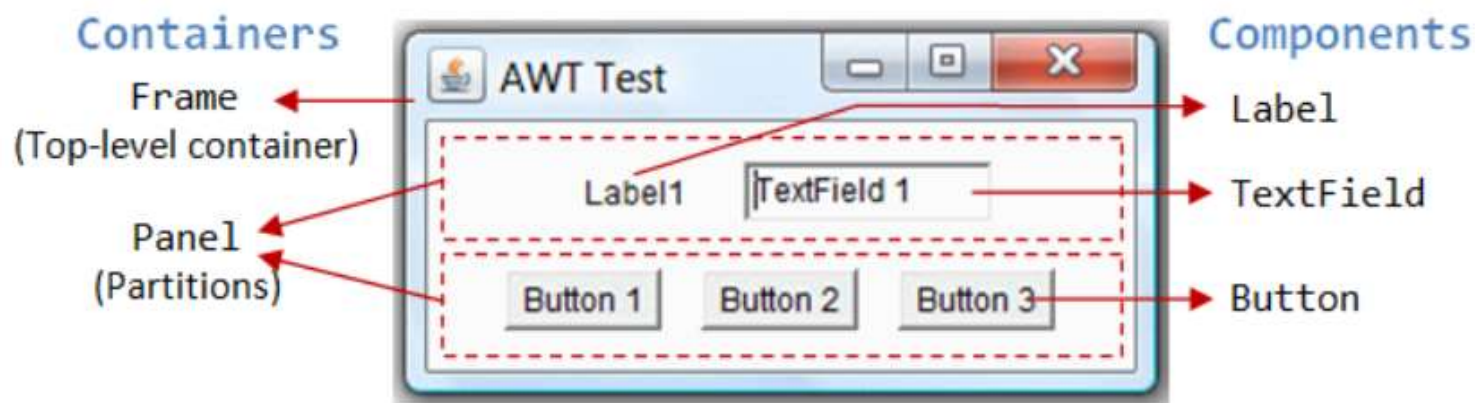 Containers
Components
AWT Test
Frame
(Top-level container)
Label
Label1
TextField 1
TextField
Panel
(Partitions)
Button 1
Button 2
Button 3
Button